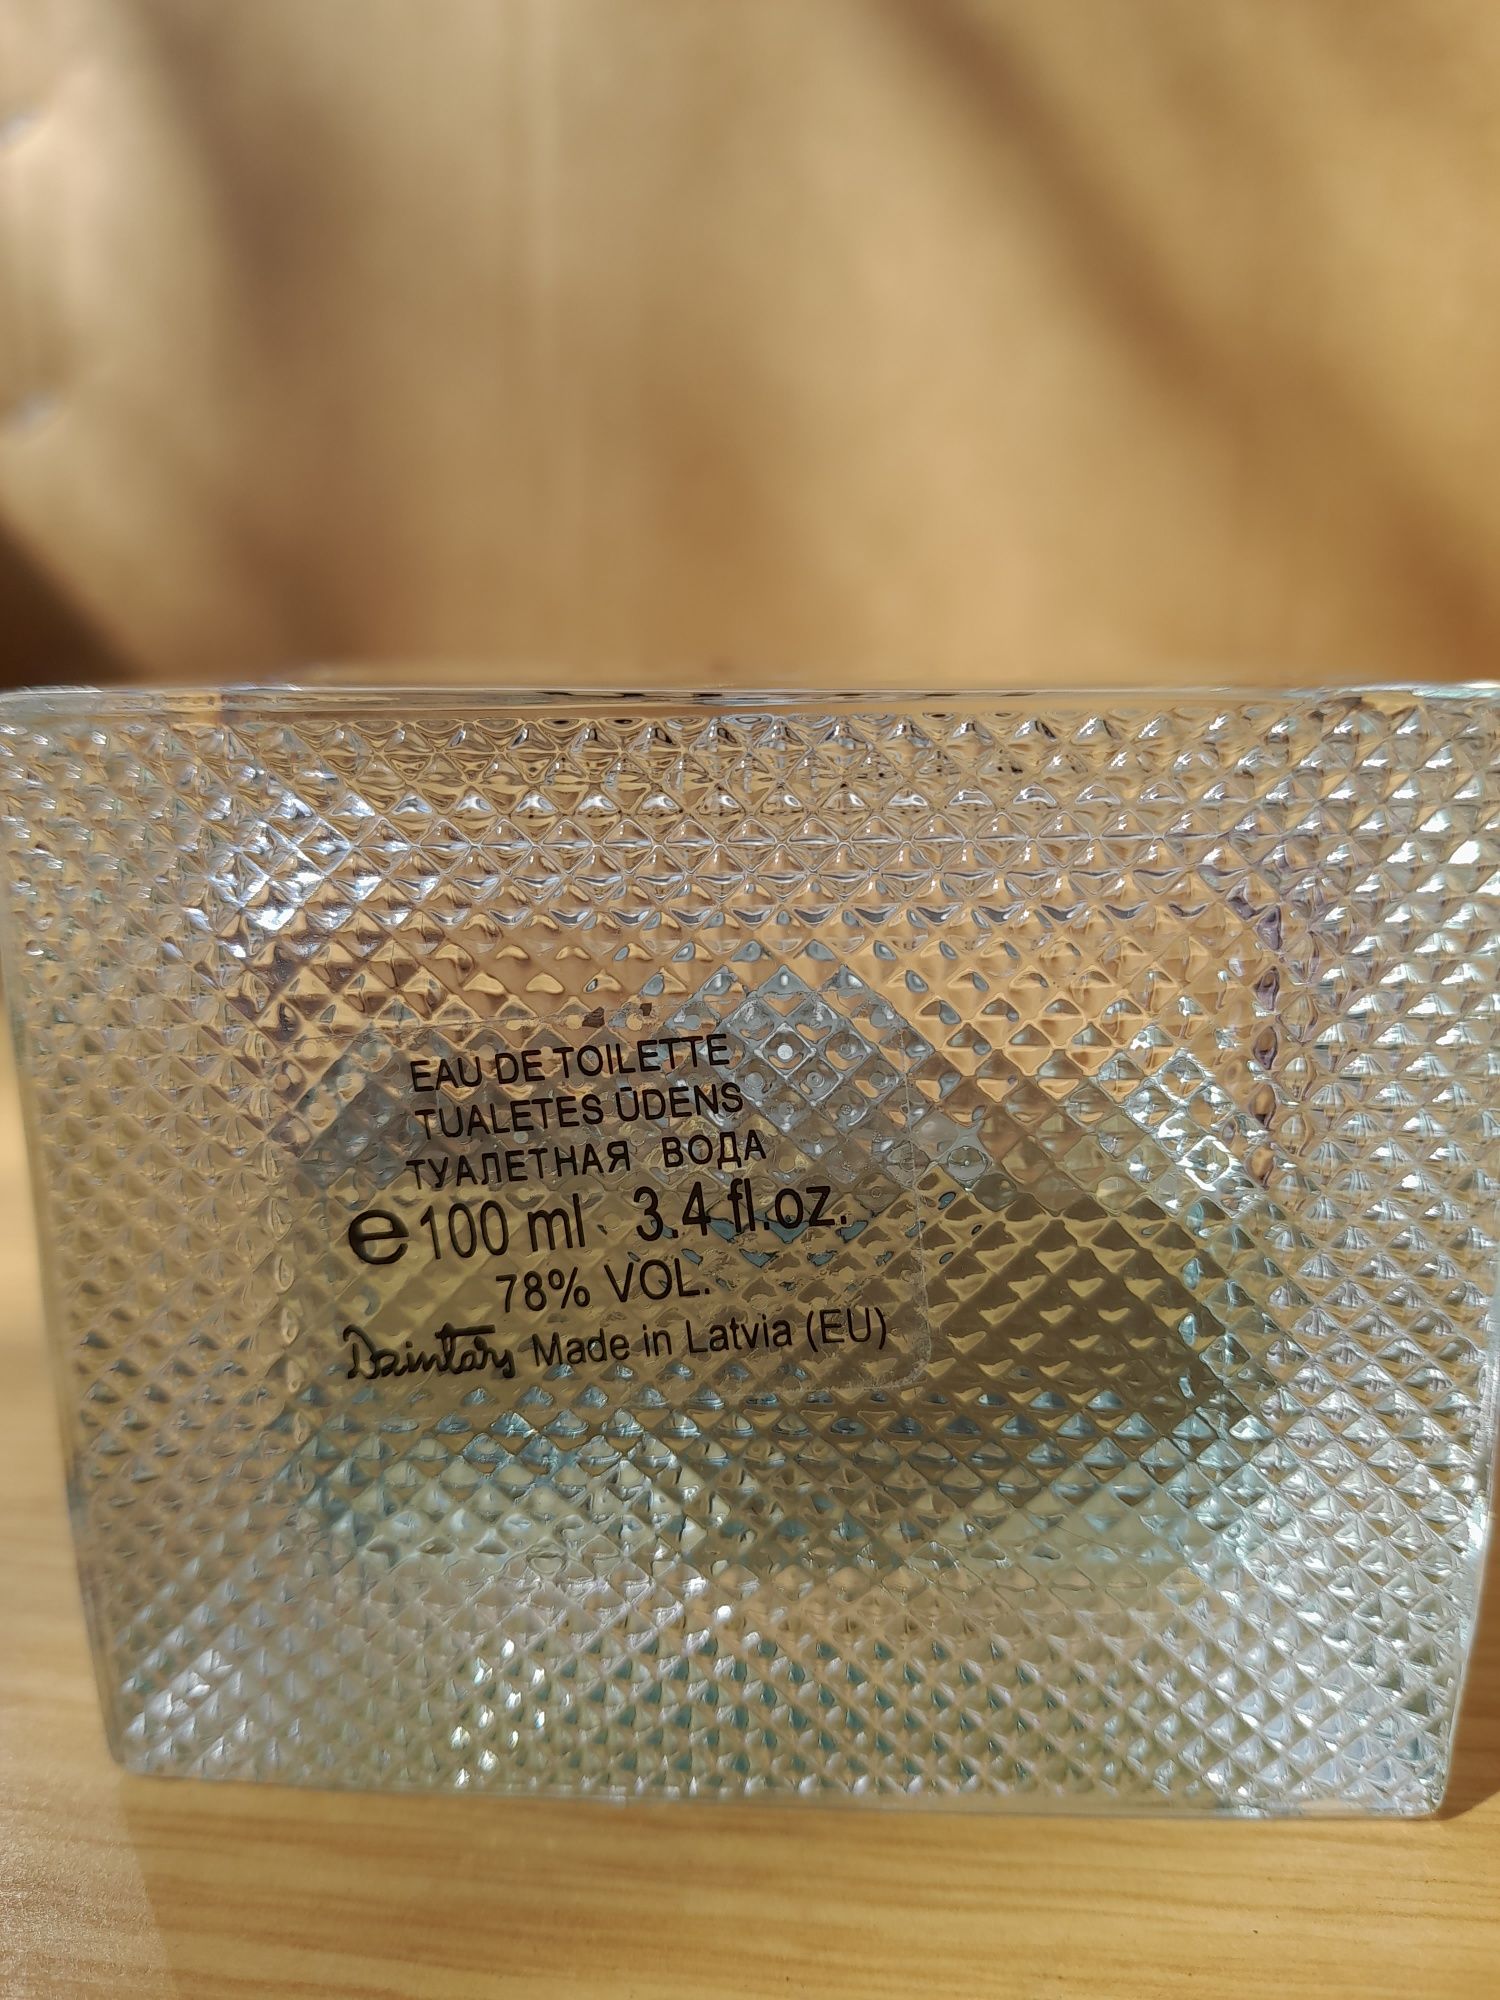 EAU DE TOILETTE
TUALETES ŪDENS
ТУАЛЕТНАЯ ВОДА
℮ 100 ml 3.4 fl.oz.
78% VOL.
Dzintars Made in Latvia (EU)